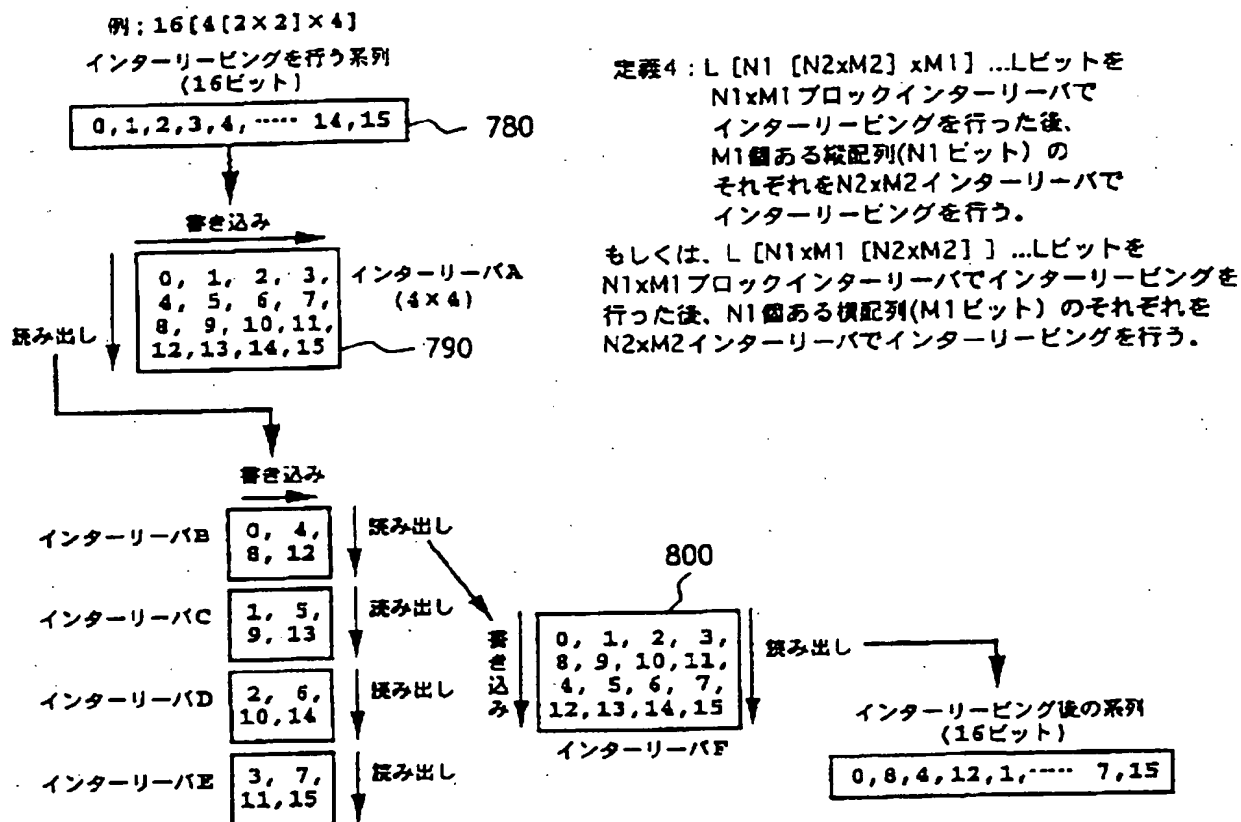 例；16[4[2×2]×4]
インターリービングを行う系列
(16ビット)
0,1,2,3,4,‥‥‥ 14,15
780
定義4：L [N1 [N2xM2] xM1] ...Lビットを
N1xM1ブロックインターリーバで
インターリービングを行った後、
M1個ある縦配列(N1ビット）の
それぞれをN2xM2インターリーバで
インターリービングを行う。
もしくは、L [N1xM1 [N2xM2] ] ...Lビットを
N1xM1ブロックインターリーバでインターリービングを
行った後、N1個ある横配列(M1ビット）のそれぞれを
N2xM2インターリーバでインターリービングを行う。
書き込み
読み出し
0, 1, 2, 3,
4, 5, 6, 7,
8, 9, 10,11,
12,13,14,15
インターリーバA
(4×4)
790
書き込み
インターリーバB
0, 4,
8, 12
読み出し
インターリーバC
1, 5,
9, 13
読み出し
インターリーバD
2, 6,
10,14
読み出し
インターリーバE
3, 7,
11,15
読み出し
800
書き込み
0, 1, 2, 3,
8, 9, 10,11,
4, 5, 6, 7,
12,13,14,15
インターリーバF
読み出し
インターリービング後の系列
(16ビット)
0,8,4,12,1,‥‥‥ 7,15